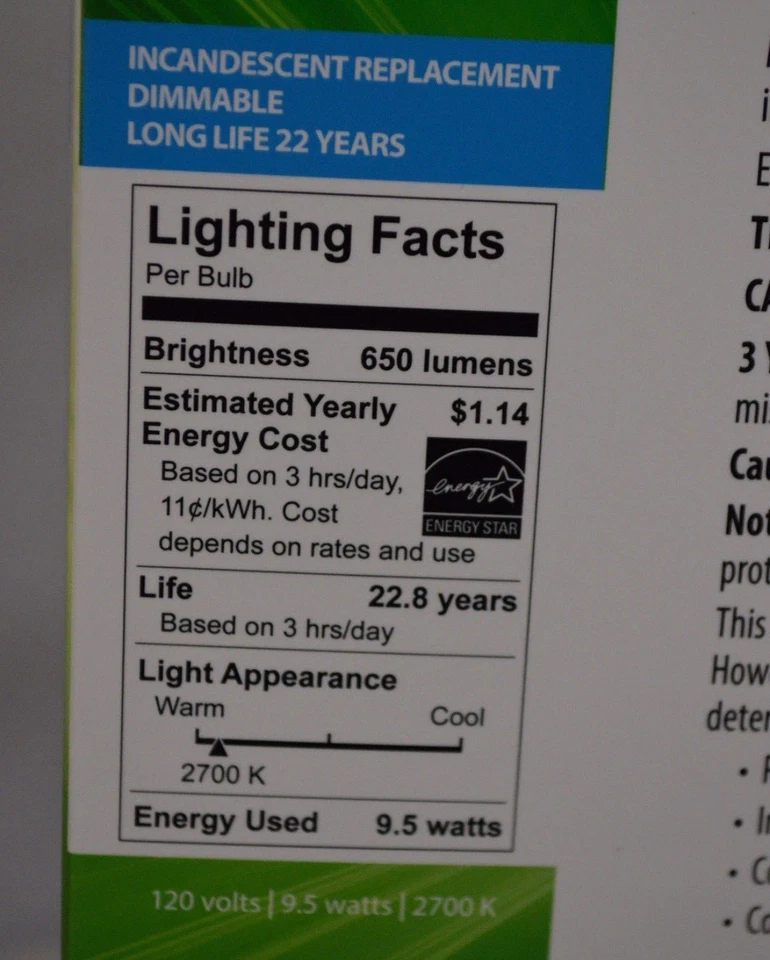 INCANDESCENT REPLACEMENT
DIMMABLE
LONG LIFE 22 YEARS
Lighting Facts
Per Bulb
Brightness 650 lumens
Estimated Yearly $1.14
Energy Cost
Based on 3 hrs/day,
11¢/kWh. Cost
depends on rates and use
energy
ENERGY STAR
Life 22.8 years
Based on 3 hrs/day
Light Appearance
Warm Cool
2700 K
Energy Used 9.5 watts
120 volts | 9.5 watts | 2700 K
3
Not
This